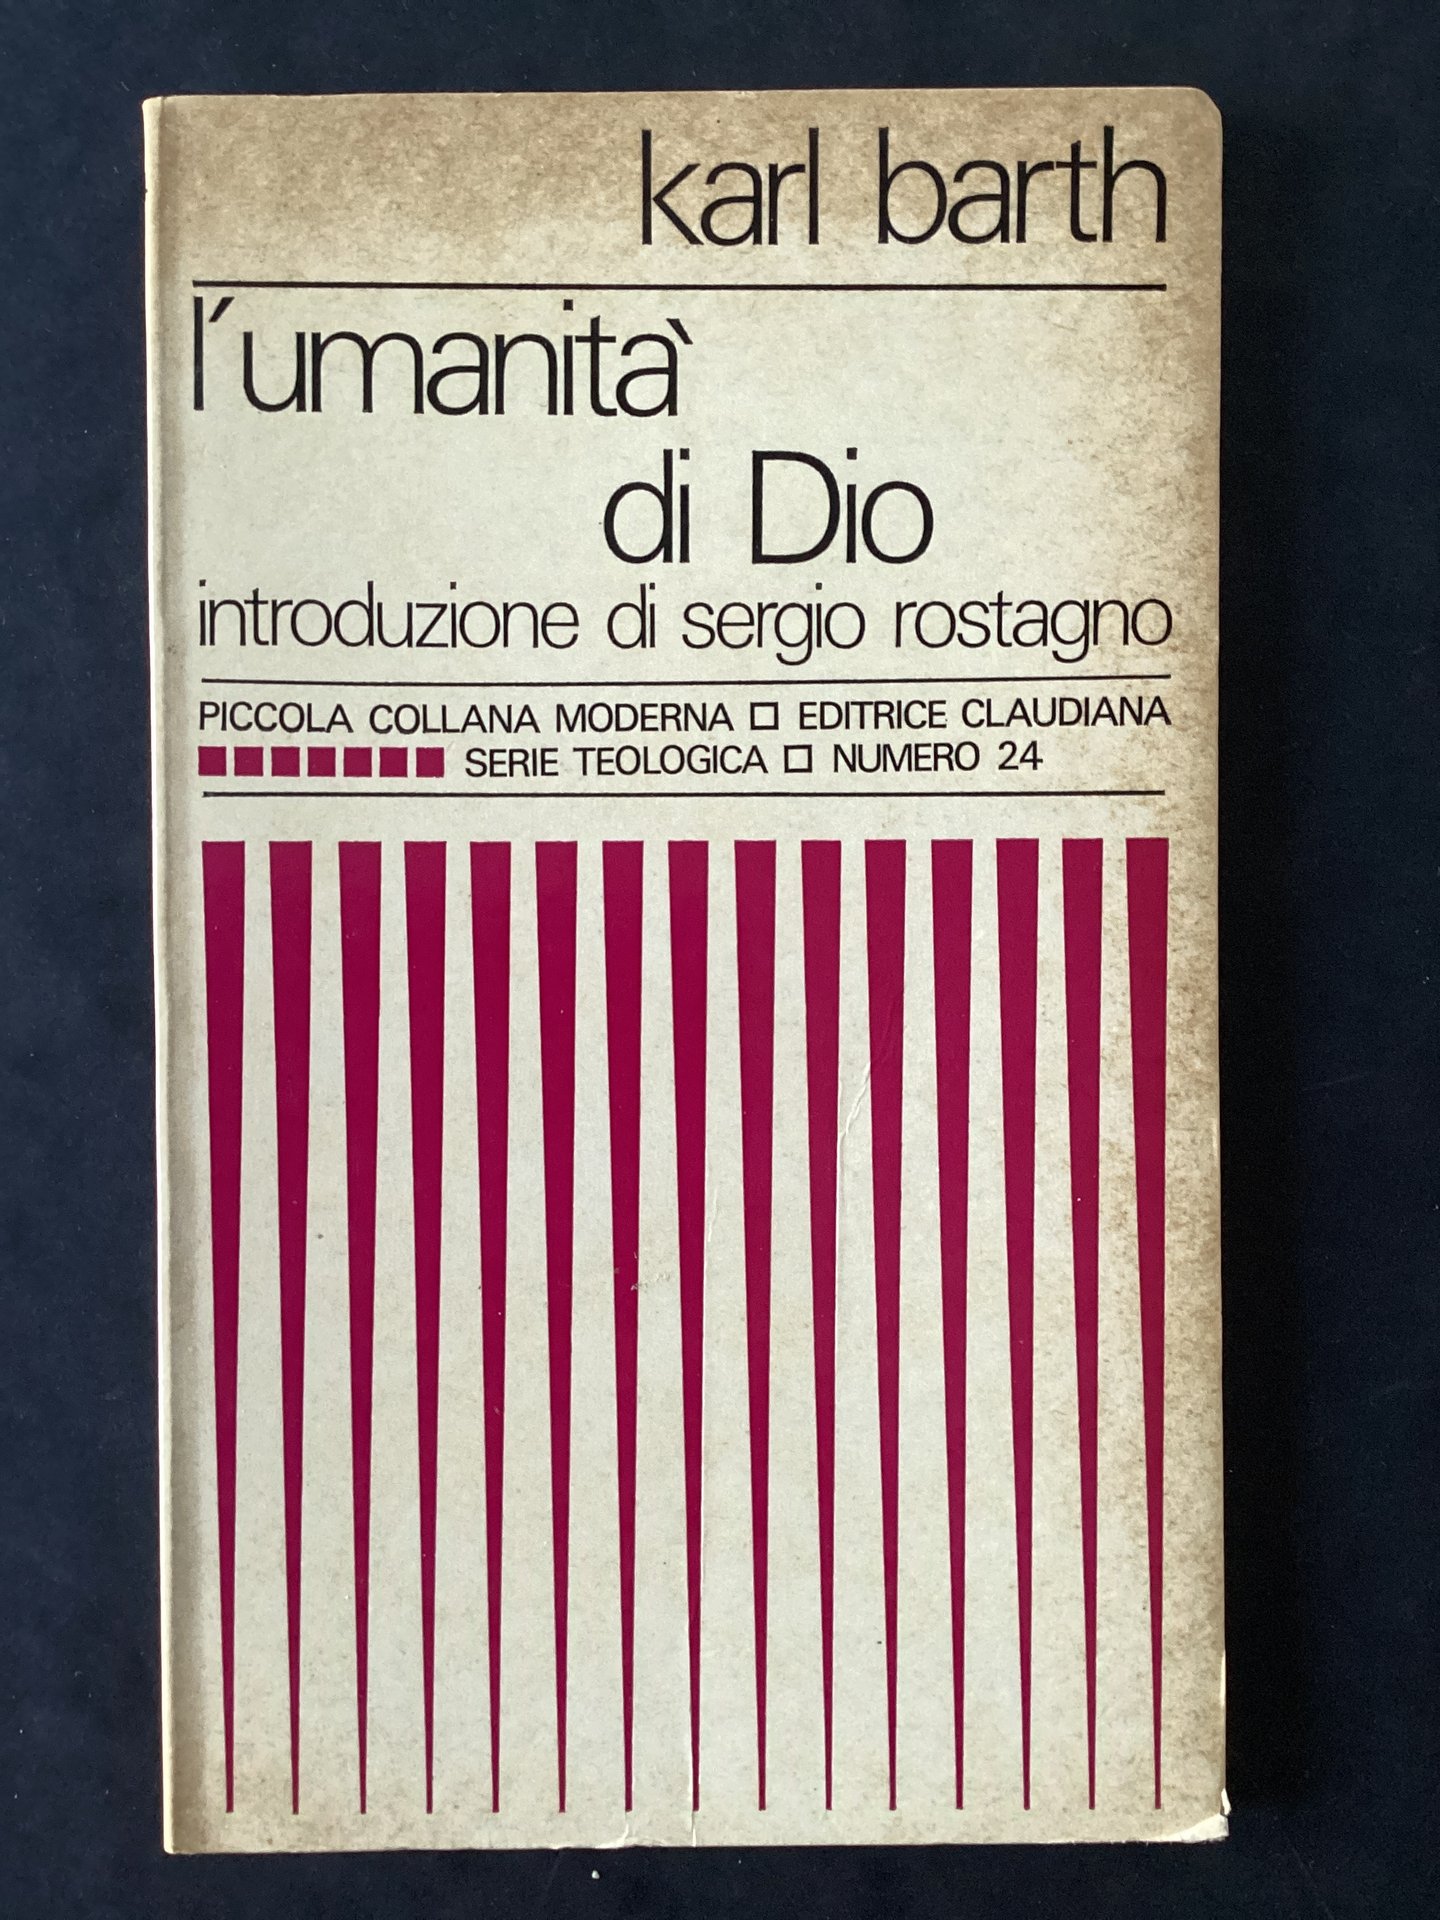 karl barth
l'umanità
di Dio
introduzione di sergio rostagno
PICCOLA COLLANA MODERNA □ EDITRICE CLAUDIANA
SERIE TEOLOGICA □ NUMERO 24